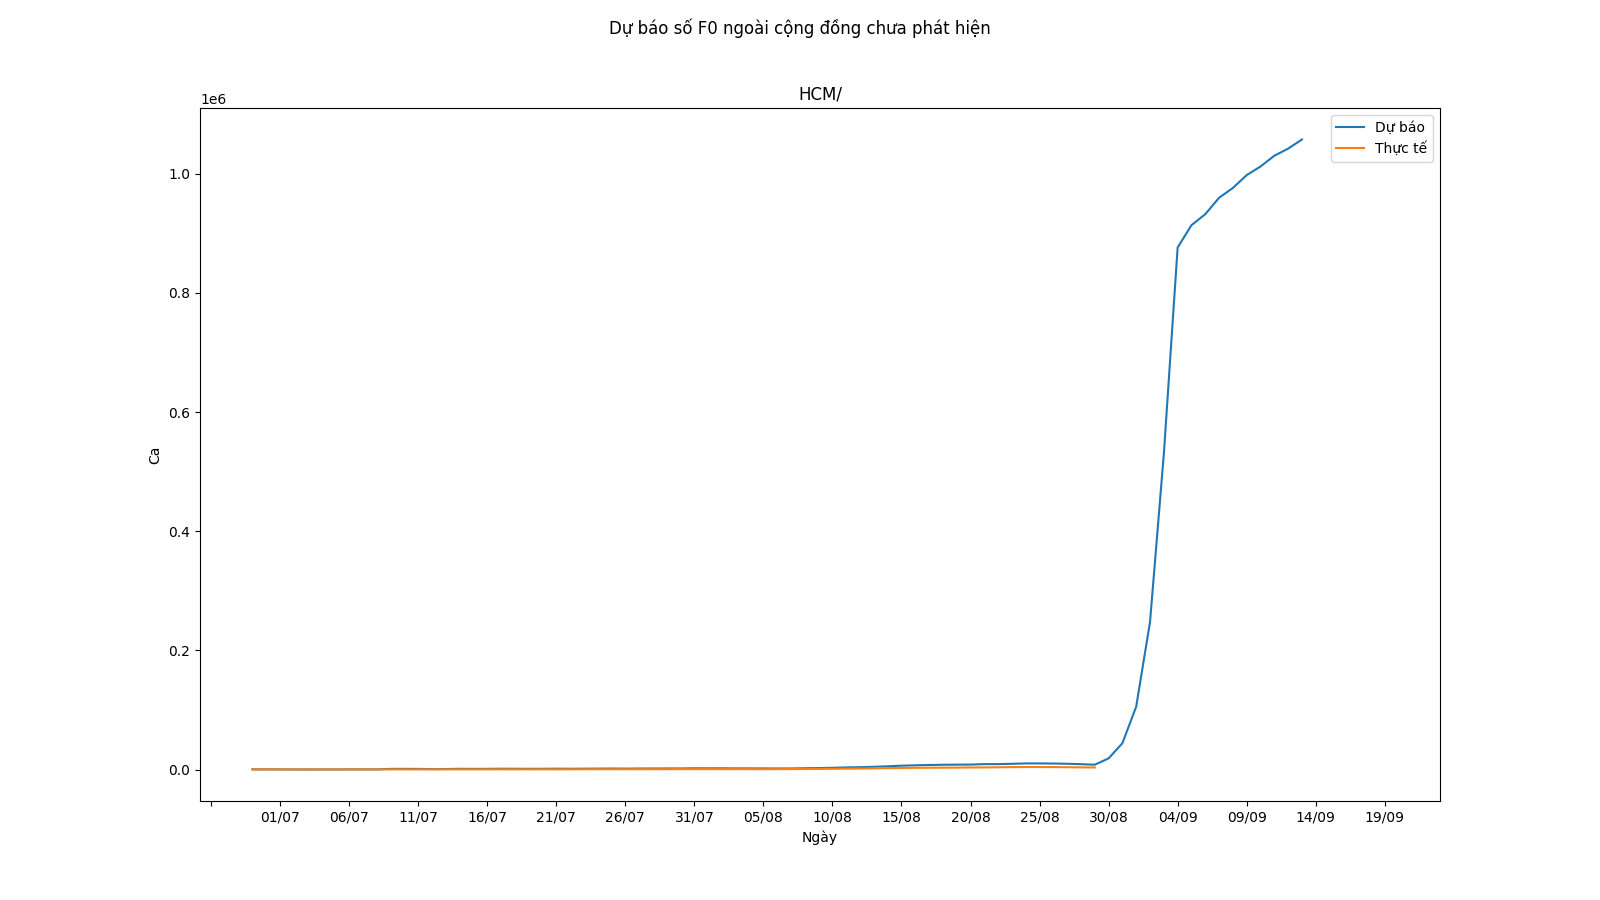 Dự báo số F0 ngoài cộng đồng chưa phát hiện
HCM/
1e6
Dự báo
Thực tế
1.0
0.8
0.6
0.4
0.2
0.0
Ca
01/07 06/07 11/07 16/07 21/07 26/07 31/07 05/08 10/08 15/08 20/08 25/08 30/08 04/09 09/09 14/09 19/09
Ngày